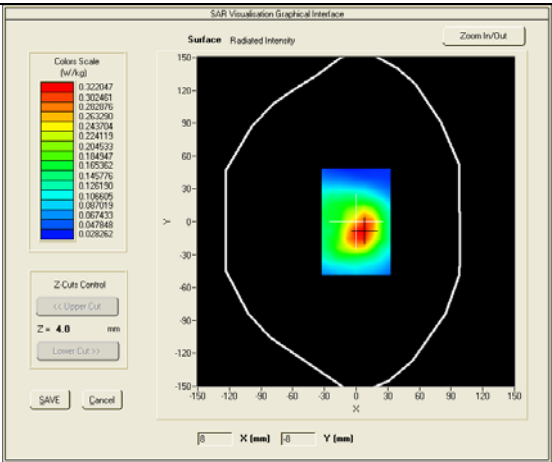 SAR Visualisation Graphical Interface
Surface Radiated Intensity
Zoom In/Out
Colors Scale
(W/kg)
0.322047
0.302461
0.282876
0.263290
0.243704
0.224119
0.204533
0.184947
0.165362
0.145776
0.126190
0.106605
0.087019
0.067433
0.047848
0.028262
150
120
90
60
30
0
-30
-60
-90
-120
-150
Y
-150 -120 -90 -60 -30 0 30 60 90 120 150
X
Z-Cuts Control
<< Upper Cut
Z = 4.0 mm
Lower Cut >>
SAVE Cancel
8 X (mm) -8 Y (mm)